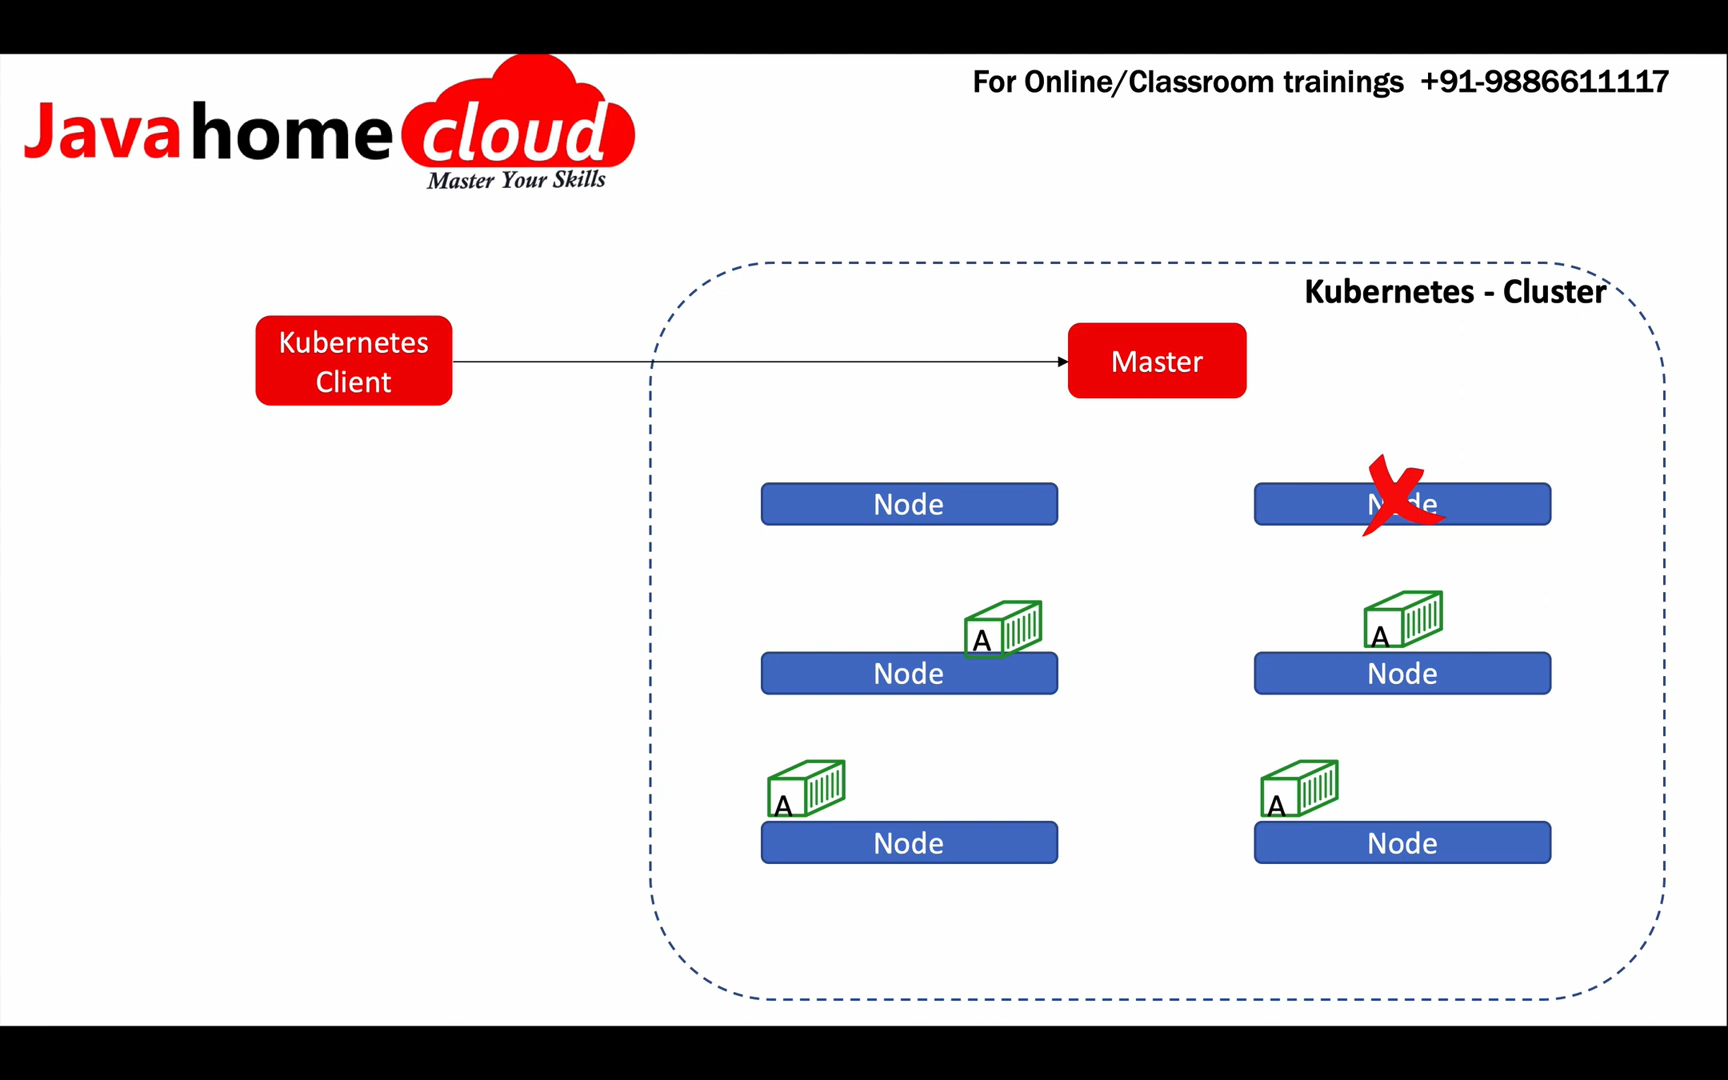 For Online/Classroom trainings +91-9886611117
Javahome cloud
Master Your Skills
Kubernetes - Cluster
Kubernetes
Client
Master
Node
Node
A
A
Node
Node
A
A
Node
Node